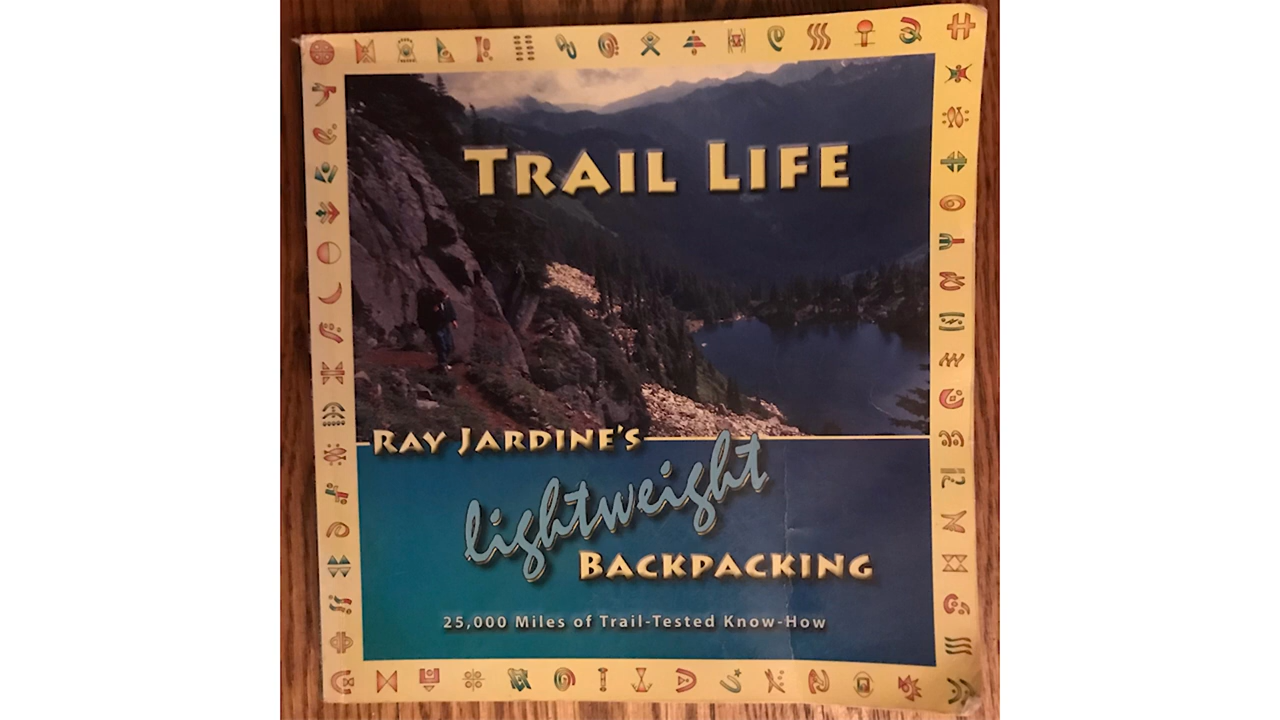 TRAIL LIFE
RAY JARDINE'S
lightweight
BACKPACKING
25,000 Miles of Trail-Tested Know-How